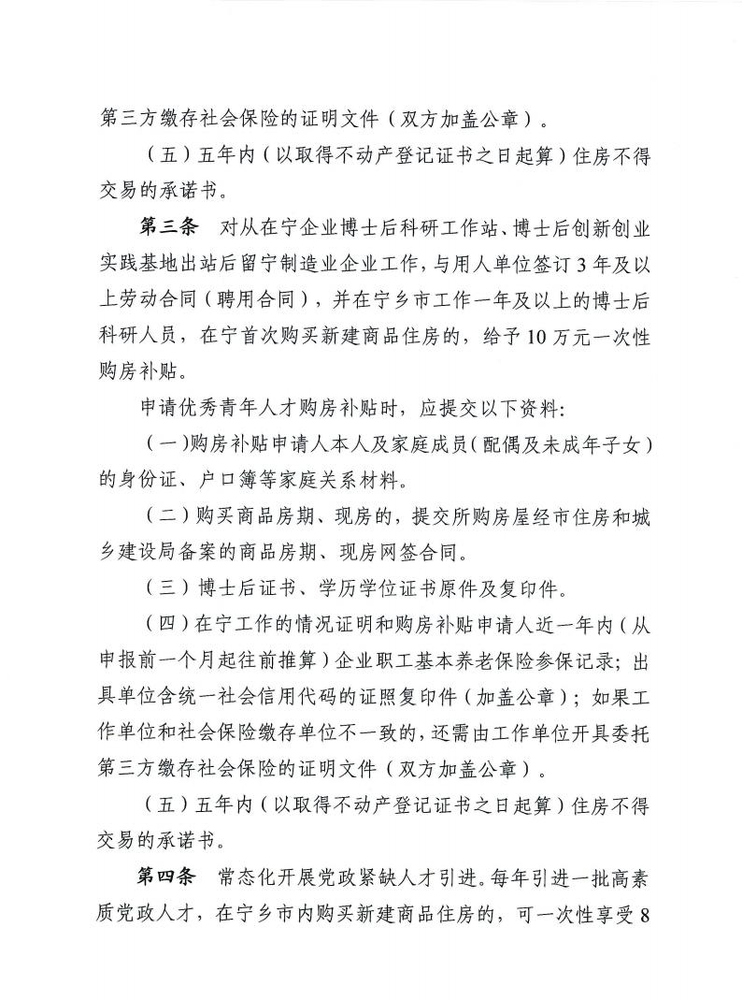 第三方缴存社会保险的证明文件（双方加盖公章）。
（五）五年内（以取得不动产登记证书之日起算）住房不得
交易的承诺书。
第三条 对从在宁企业博士后科研工作站、博士后创新创业
实践基地出站后留宁制造业企业工作，与用人单位签订 3 年及以
上劳动合同（聘用合同），并在宁乡市工作一年及以上的博士后
科研人员，在宁首次购买新建商品住房的，给予 10 万元一次性
购房补贴。
申请优秀青年人才购房补贴时，应提交以下资料：
（一）购房补贴申请人本人及家庭成员（配偶及未成年子女）
的身份证、户口簿等家庭关系材料。
（二）购买商品房期、现房的，提交所购房屋经市住房和城
乡建设局备案的商品房期、现房网签合同。
（三）博士后证书、学历学位证书原件及复印件。
（四）在宁工作的情况证明和购房补贴申请人近一年内（从
申报前一个月起往前推算）企业职工基本养老保险参保记录；出
具单位含统一社会信用代码的证照复印件（加盖公章）；如果工
作单位和社会保险缴存单位不一致的，还需由工作单位开具委托
第三方缴存社会保险的证明文件（双方加盖公章）。
（五）五年内（以取得不动产登记证书之日起算）住房不得
交易的承诺书。
第四条 常态化开展党政紧缺人才引进。每年引进一批高素
质党政人才，在宁乡市内购买新建商品住房的，可一次性享受 8